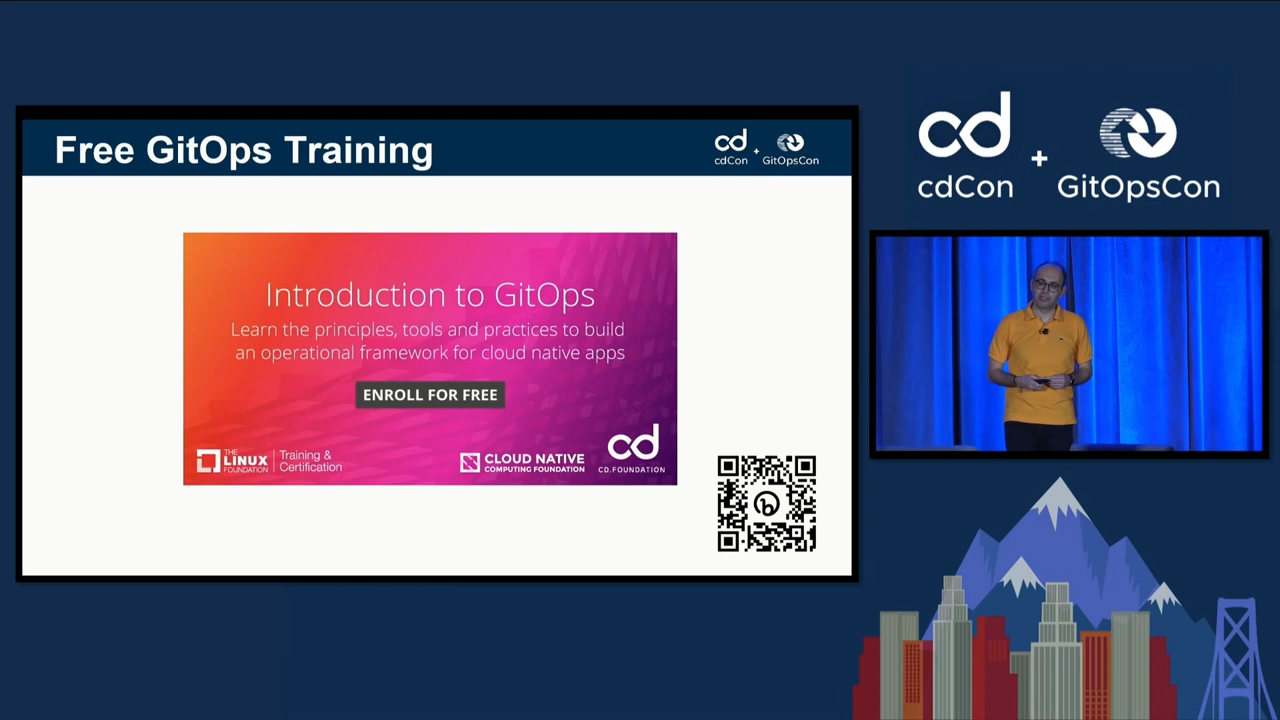 Free GitOps Training
cd
cdCon
+
GitOpsCon
Introduction to GitOps
Learn the principles, tools and practices to build
an operational framework for cloud native apps
ENROLL FOR FREE
THE
LINUX
FOUNDATION
Training &
Certification
CLOUD NATIVE
COMPUTING FOUNDATION
cd
CD.FOUNDATION
b
cd
cdCon
+
GitOpsCon